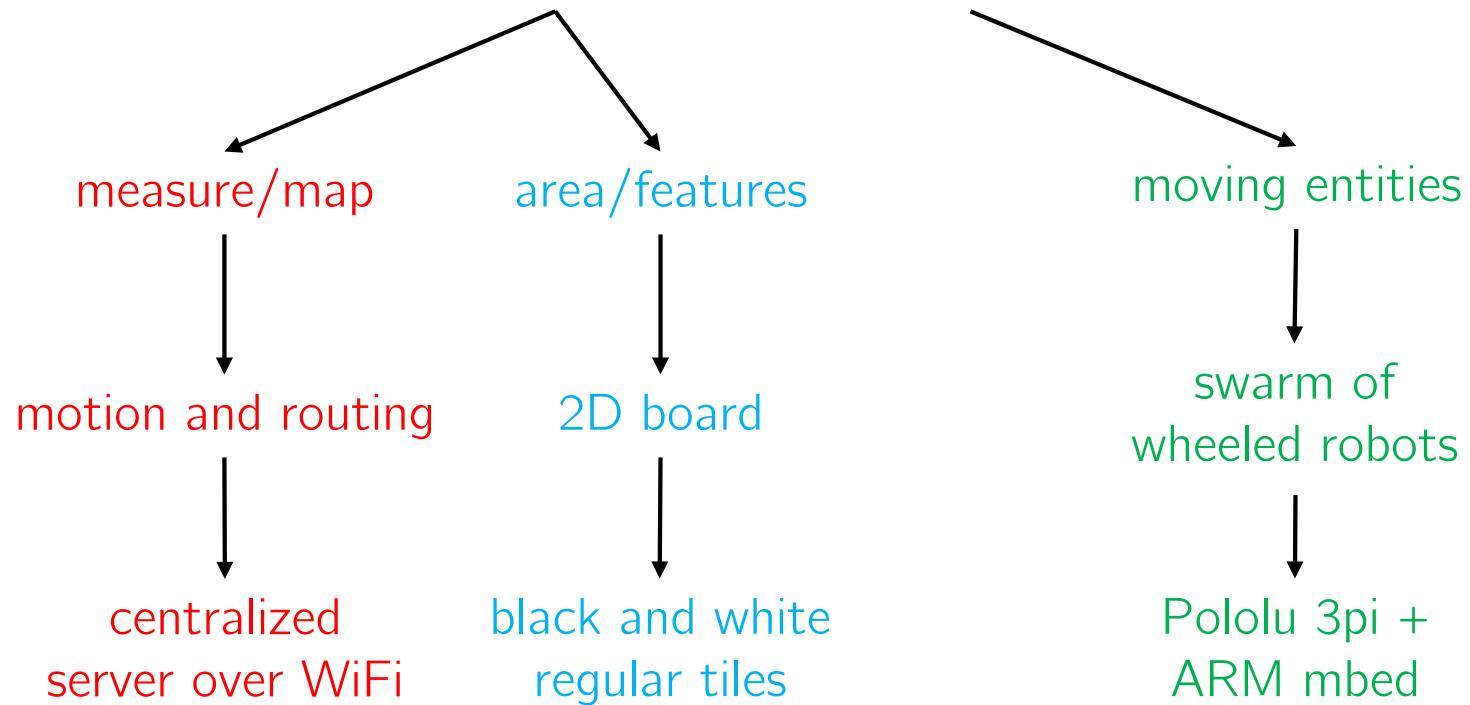 measure/map
area/features
moving entities
motion and routing
2D board
swarm of
wheeled robots
centralized
server over WiFi
black and white
regular tiles
Pololu 3pi +
ARM mbed